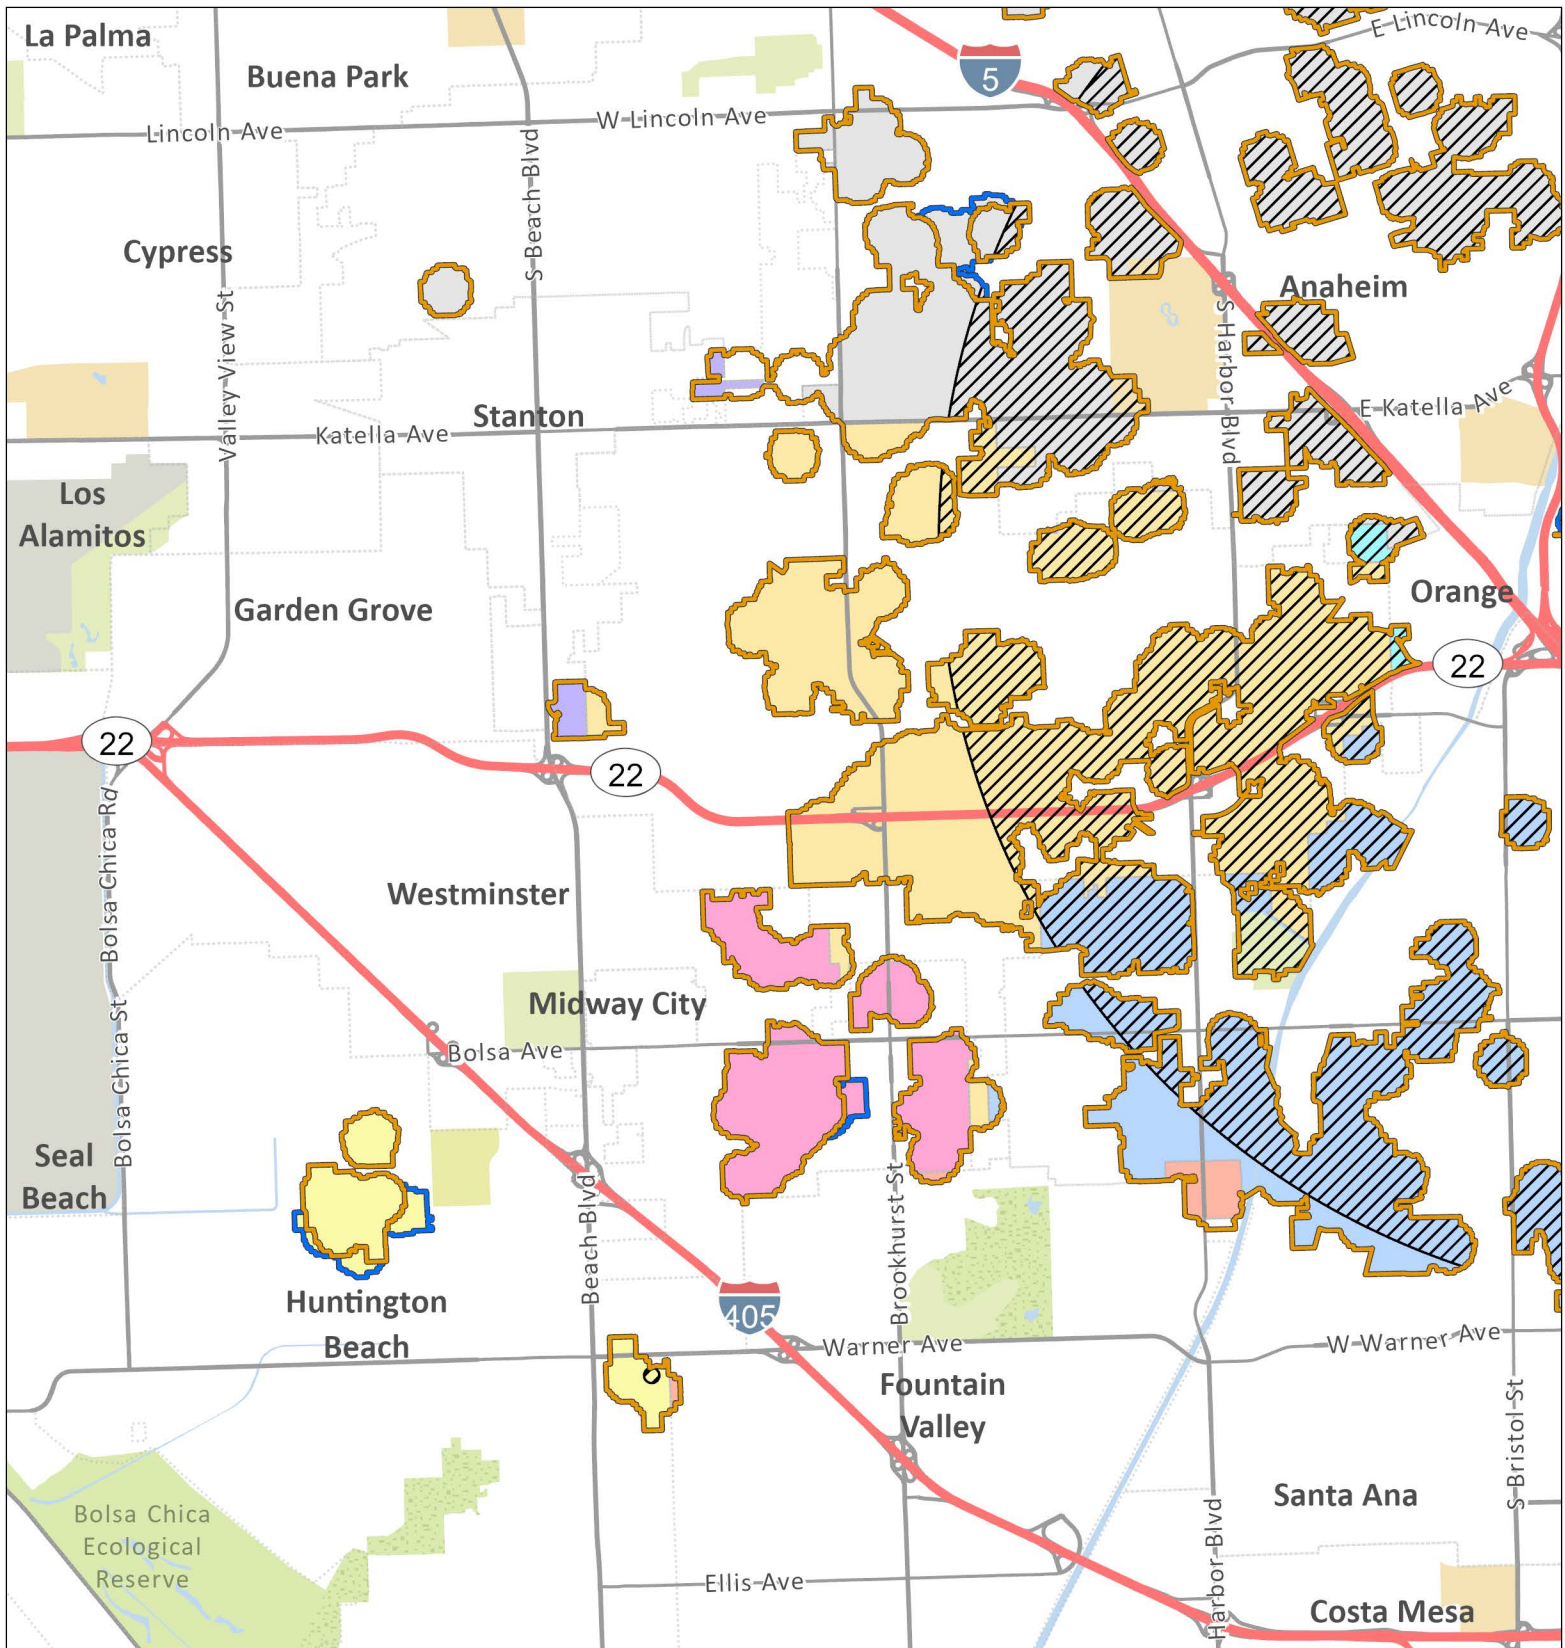 La Palma
Buena Park
E Lincoln Ave
5
Lincoln Ave
W Lincoln Ave
S Beach Blvd
Cypress
Anaheim
Valley View St
S Harbor Blvd
Stanton
Katella Ave
E Katella Ave
Los
Alamitos
Garden Grove
Orange
22
22
22
Bolsa Chica Rd
Westminster
Midway City
Bolsa Chica St
Bolsa Ave
Seal
Beach
Beach Blvd
Brookhurst St
Huntington
Beach
405
Warner Ave
W Warner Ave
Fountain
Valley
S Bristol St
Santa Ana
Bolsa Chica
Ecological
Reserve
Harbor Blvd
Ellis Ave
Costa Mesa